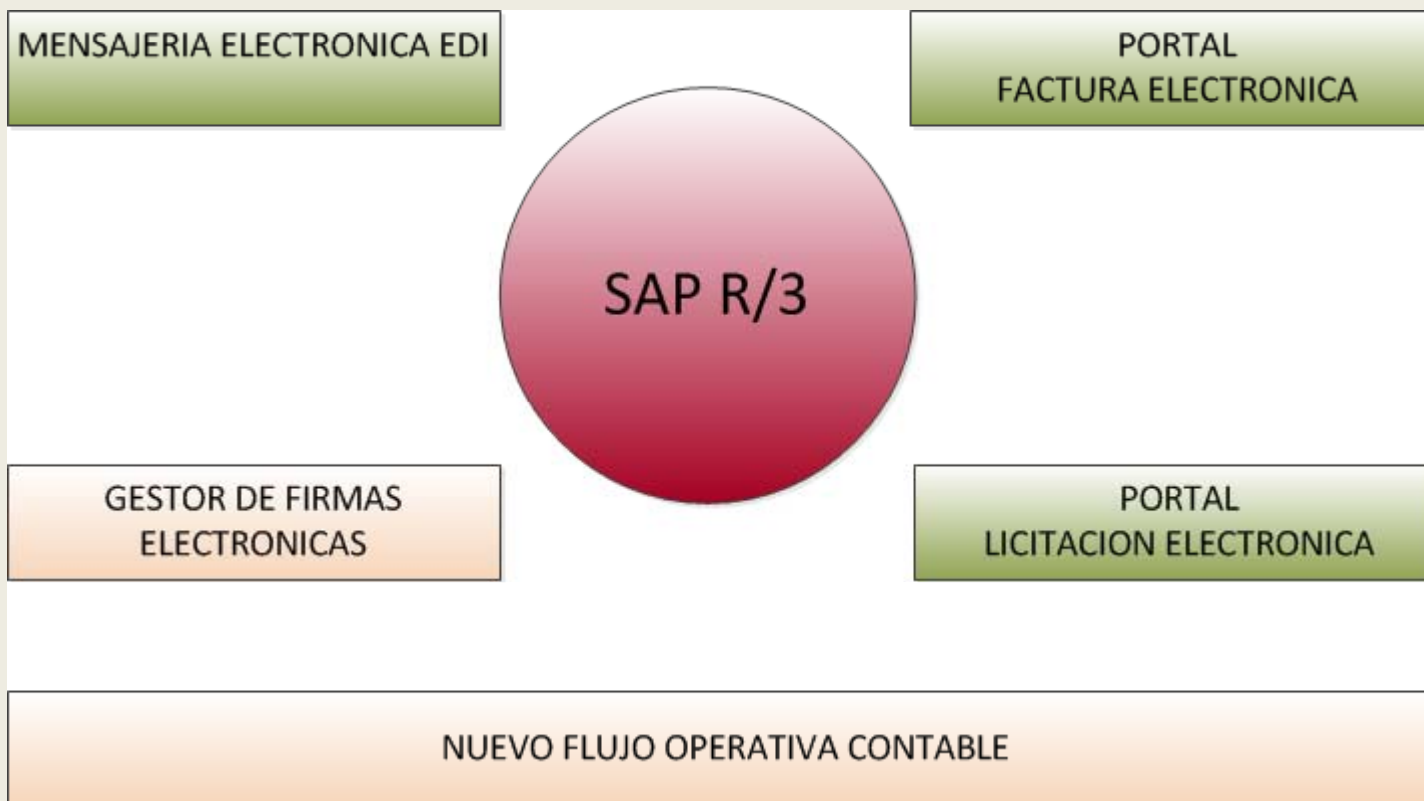 MENSAJERIA ELECTRONICA EDI
PORTAL
FACTURA ELECTRONICA
SAP R/3
GESTOR DE FIRMAS
ELECTRONICAS
PORTAL
LICITACION ELECTRONICA
NUEVO FLUJO OPERATIVA CONTABLE